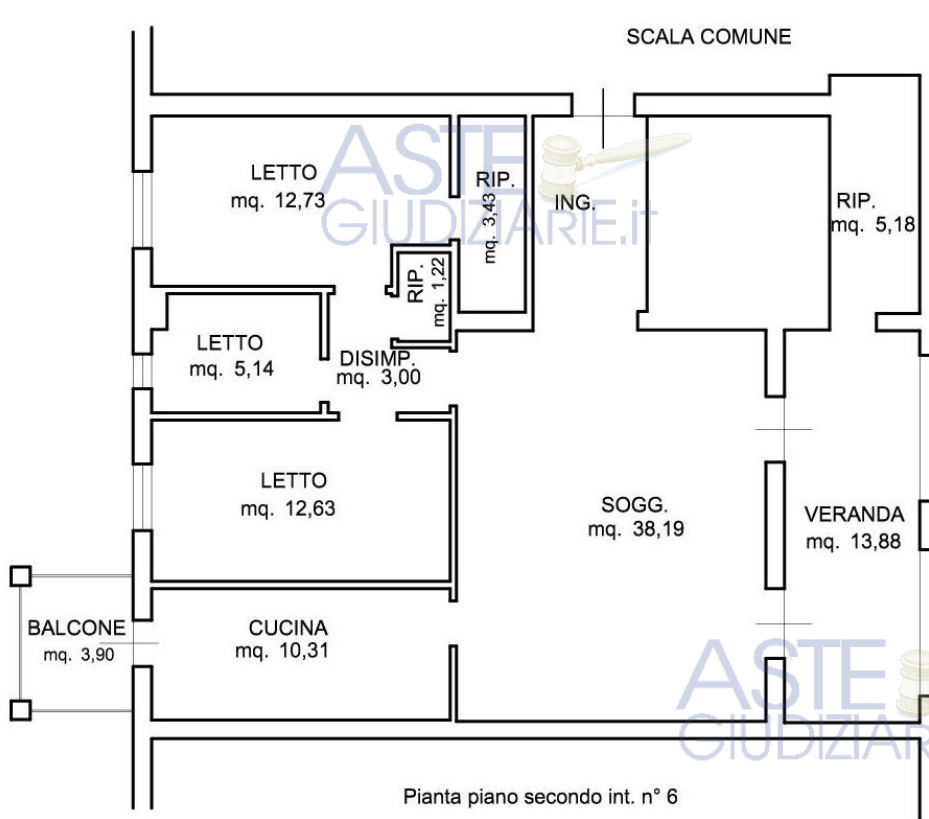 SCALA COMUNE
ASTE
GIUDIZIARIE.it
LETTO
mq. 12,73
RIP.
mq. 3,43
ING.
RIP.
mq. 5,18
RIP.
mq. 1,22
LETTO
mq. 5,14
DISIMP.
mq. 3,00
LETTO
mq. 12,63
SOGG.
mq. 38,19
VERANDA
mq. 13,88
BALCONE
mq. 3,90
CUCINA
mq. 10,31
ASTE
GIUDIZIAR
Pianta piano secondo int. n° 6